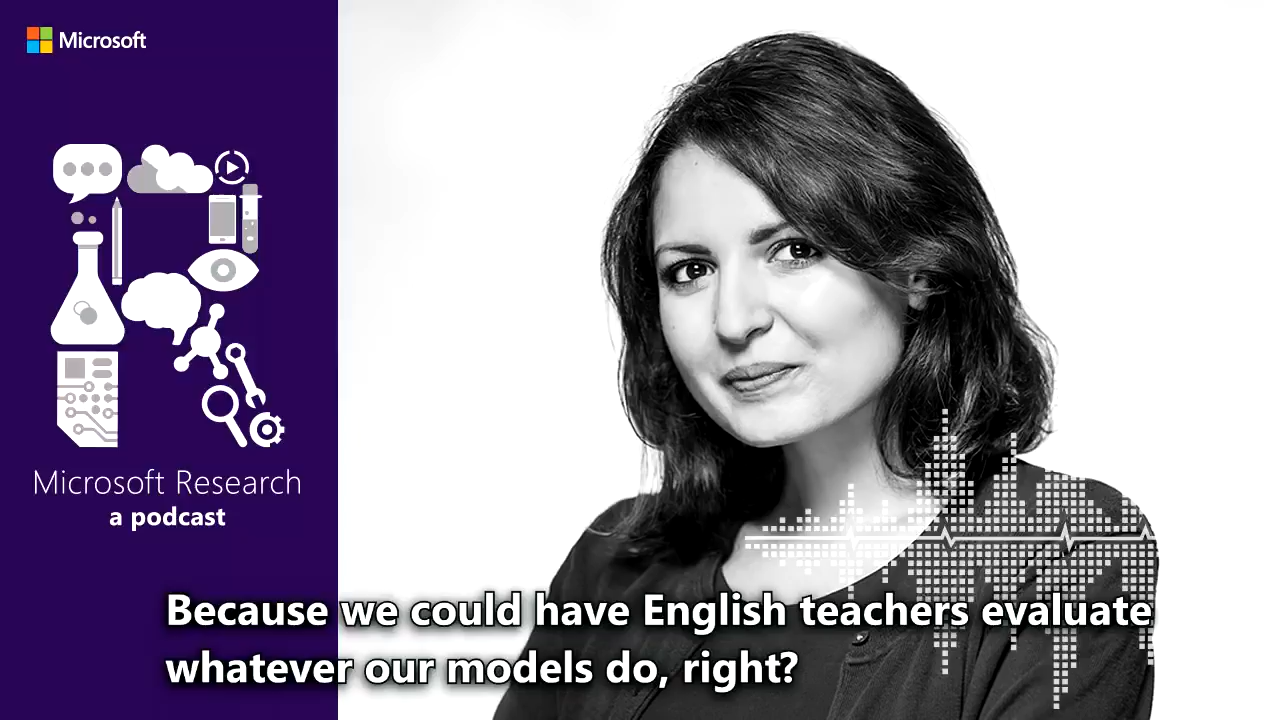 Microsoft
Microsoft Research
a podcast
Because we could have English teachers evaluate
whatever our models do, right?